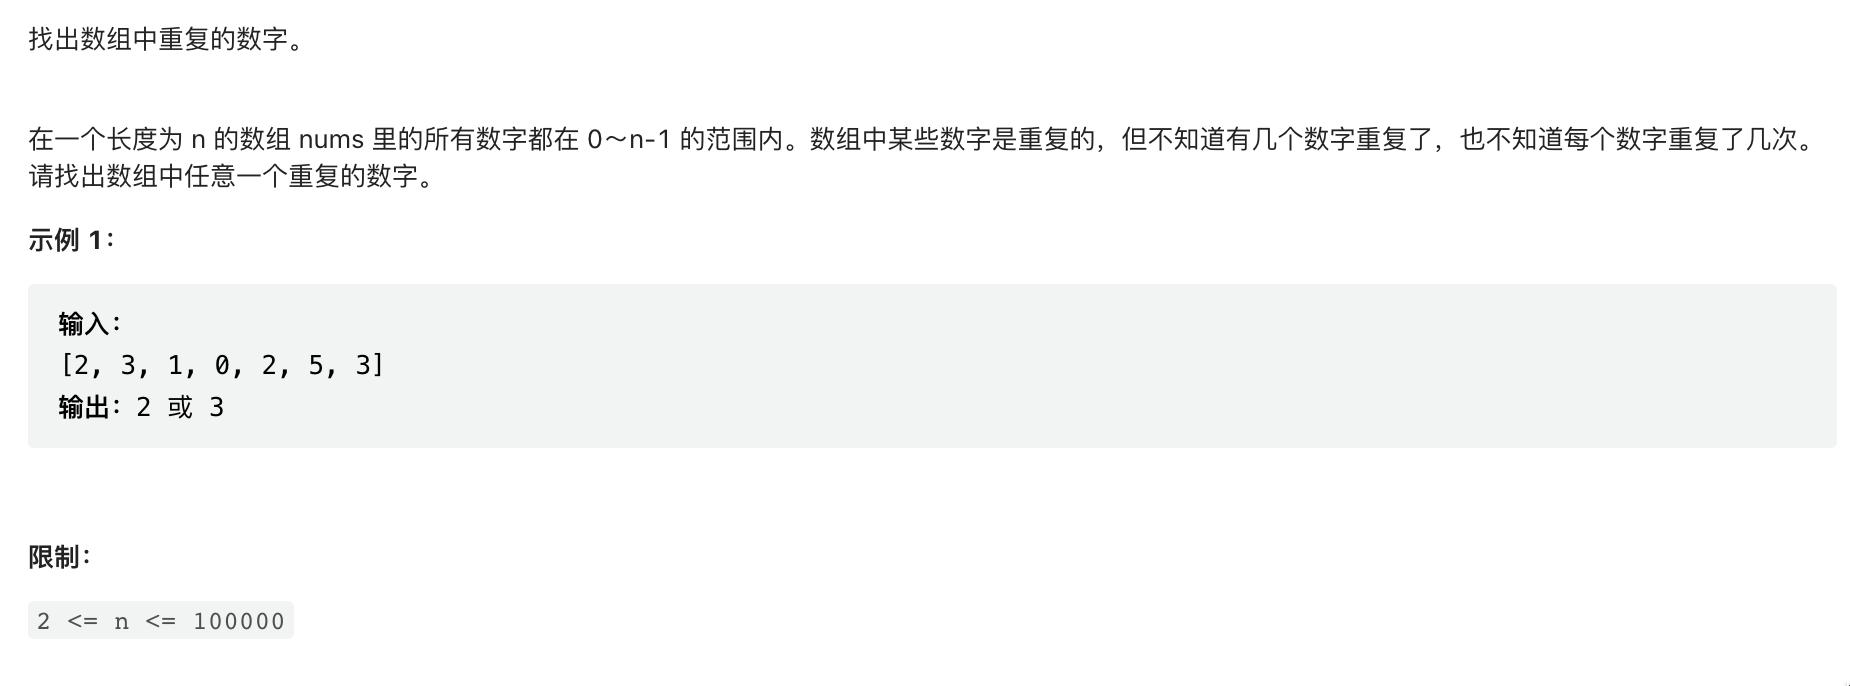 找出数组中重复的数字。
在一个长度为 n 的数组 nums 里的所有数字都在 0～n-1 的范围内。数组中某些数字是重复的，但不知道有几个数字重复了，也不知道每个数字重复了几次。
请找出数组中任意一个重复的数字。
示例 1：
输入：
[2, 3, 1, 0, 2, 5, 3]
输出：2 或 3
限制：
2 <= n <= 100000